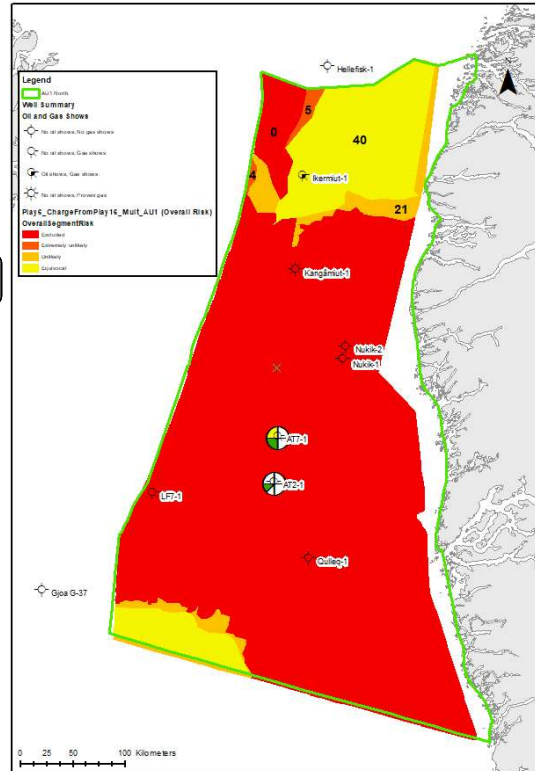 Hellefisk-1
N
Legend
AU1 North
Well Summary
Oil and Gas Shows
No oil shows, No gas shows
No oil shows, Gas shows
Oil shows, Gas shows
No oil shows, Proven gas
Play6_ChargeFromPlay16_Mult_AU1 (Overall Risk)
OverallSegmentRisk
Excluded
Extremely unlikely
Unlikely
Equivocal
5
0
40
4
Ikermiut-1
21
Kangâmiut-1
Nukik-2
Nukik-1
AT7-1
AT2-1
LF7-1
Qulleq-1
Gjoa G-37
0 25 50 100 Kilometers